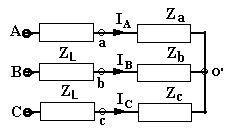 I_A Z_a
A a
Z_L I_B Z_b
B b O'
Z_L I_C Z_c
C c